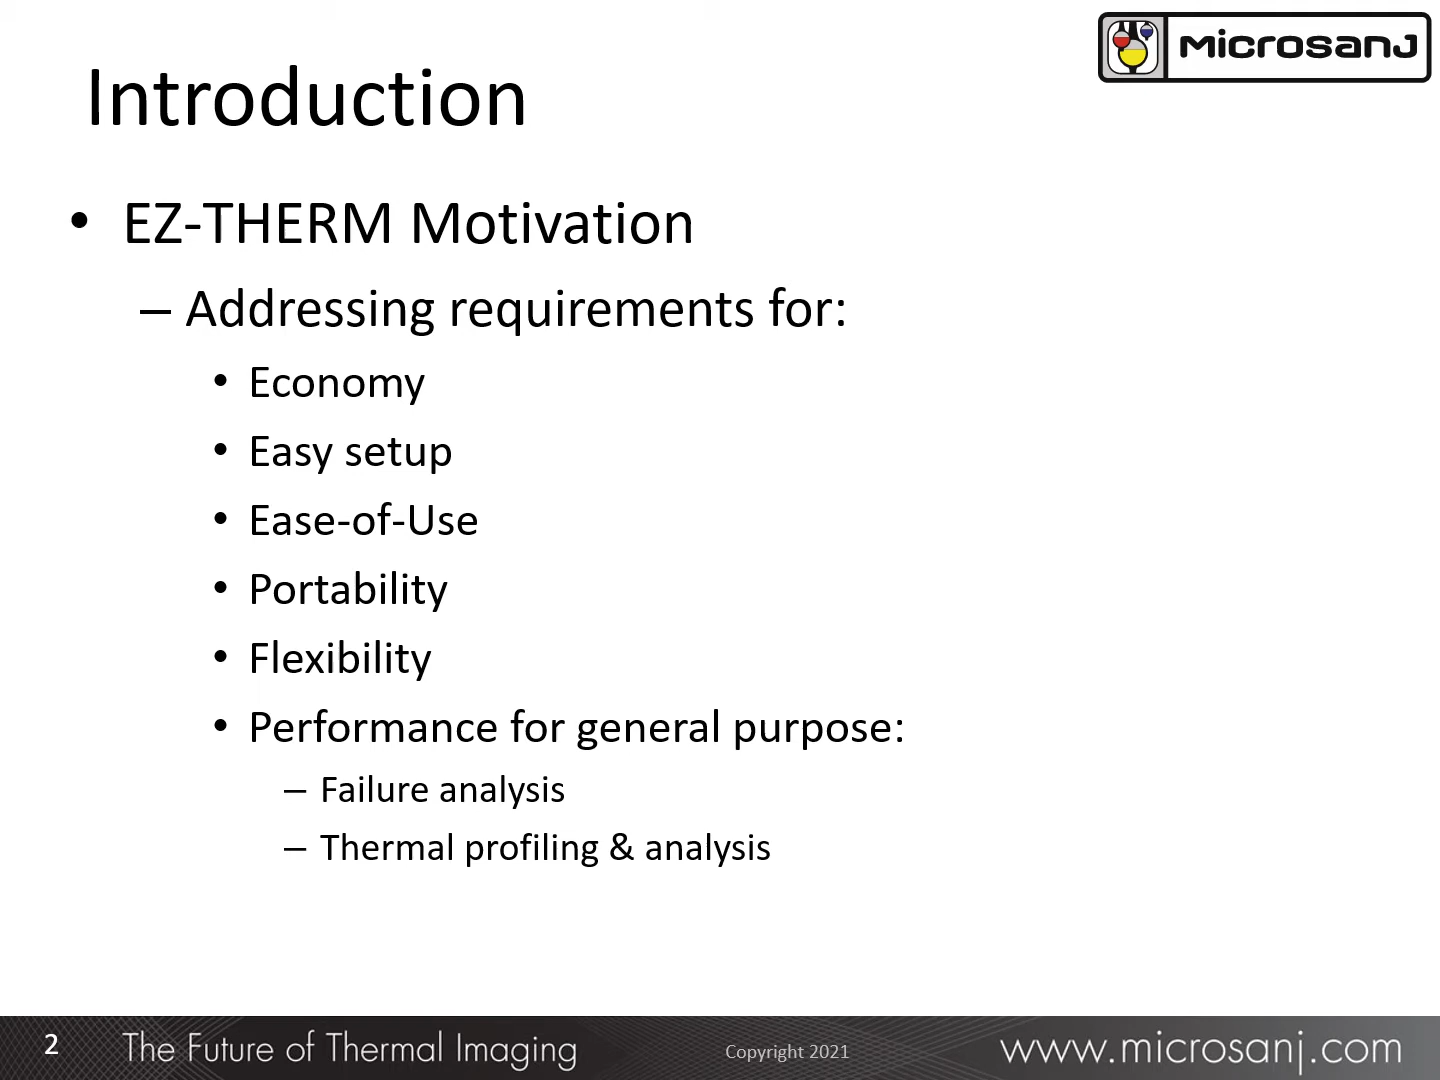 Microsanj
Introduction
• EZ-THERM Motivation
– Addressing requirements for:
• Economy
• Easy setup
• Ease-of-Use
• Portability
• Flexibility
• Performance for general purpose:
– Failure analysis
– Thermal profiling & analysis
2 The Future of Thermal Imaging Copyright 2021 www.microsanj.com